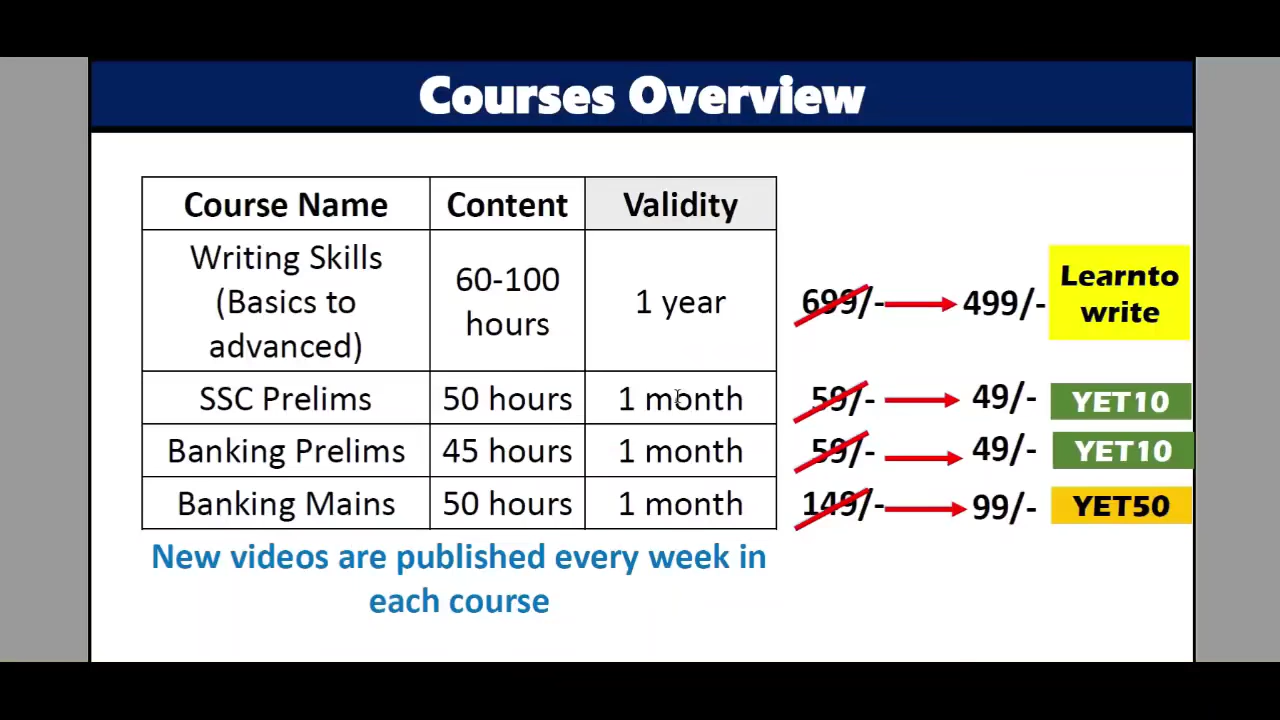 Courses Overview
Course Name Content Validity
Writing Skills (Basics to advanced) 60-100 hours 1 year 699/- 499/- Learnto write
SSC Prelims 50 hours 1 month 59/- 49/- YET10
Banking Prelims 45 hours 1 month 59/- 49/- YET10
Banking Mains 50 hours 1 month 149/- 99/- YET50
New videos are published every week in
each course